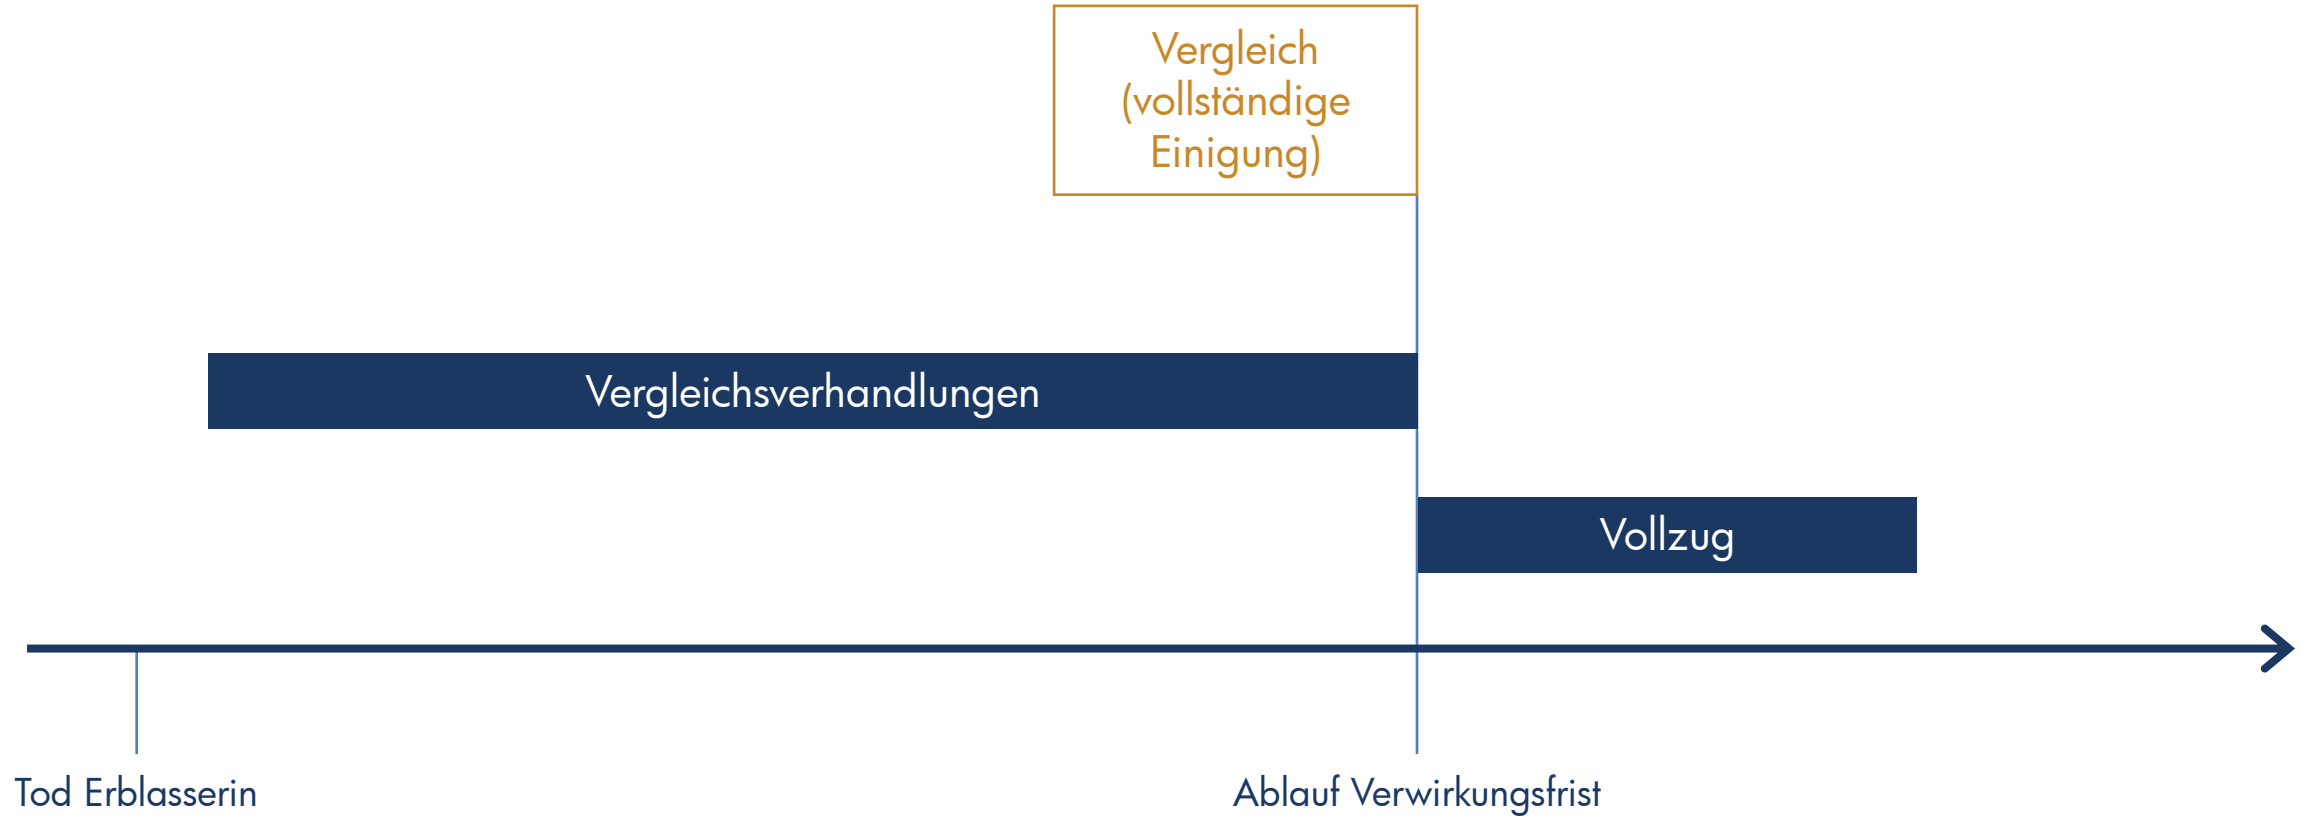 Vergleich
(vollständige
Einigung)
Vergleichsverhandlungen
Vollzug
Tod Erblasserin
Ablauf Verwirkungsfrist